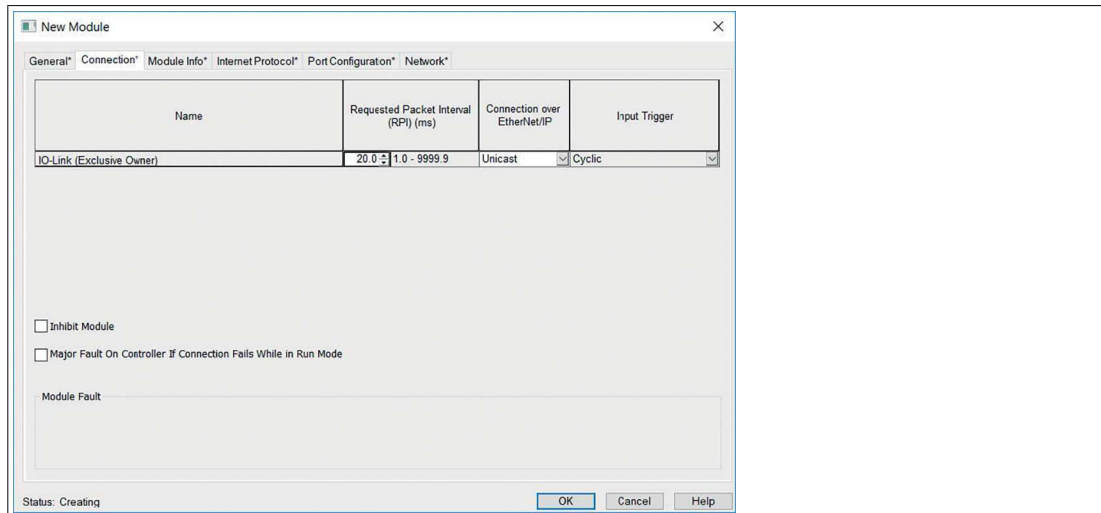 New Module
General* Connection* Module Info* Internet Protocol* Port Configuration* Network*
Name
Requested Packet Interval
(RPI) (ms)
Connection over
EtherNet/IP
Input Trigger
IO-Link (Exclusive Owner) 20.0 1.0 - 9999.9 Unicast Cyclic
Inhibit Module
Major Fault On Controller If Connection Fails While in Run Mode
Module Fault
Status: Creating OK Cancel Help